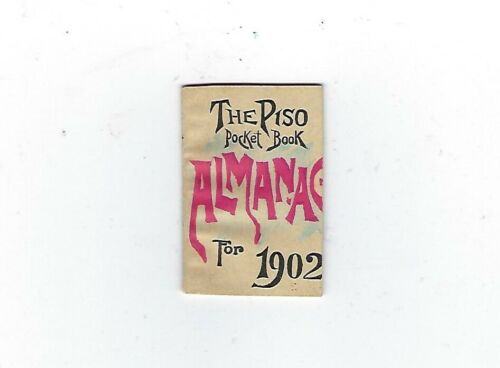 THE PISO
POCKET BOOK
ALMANAC
For 1902